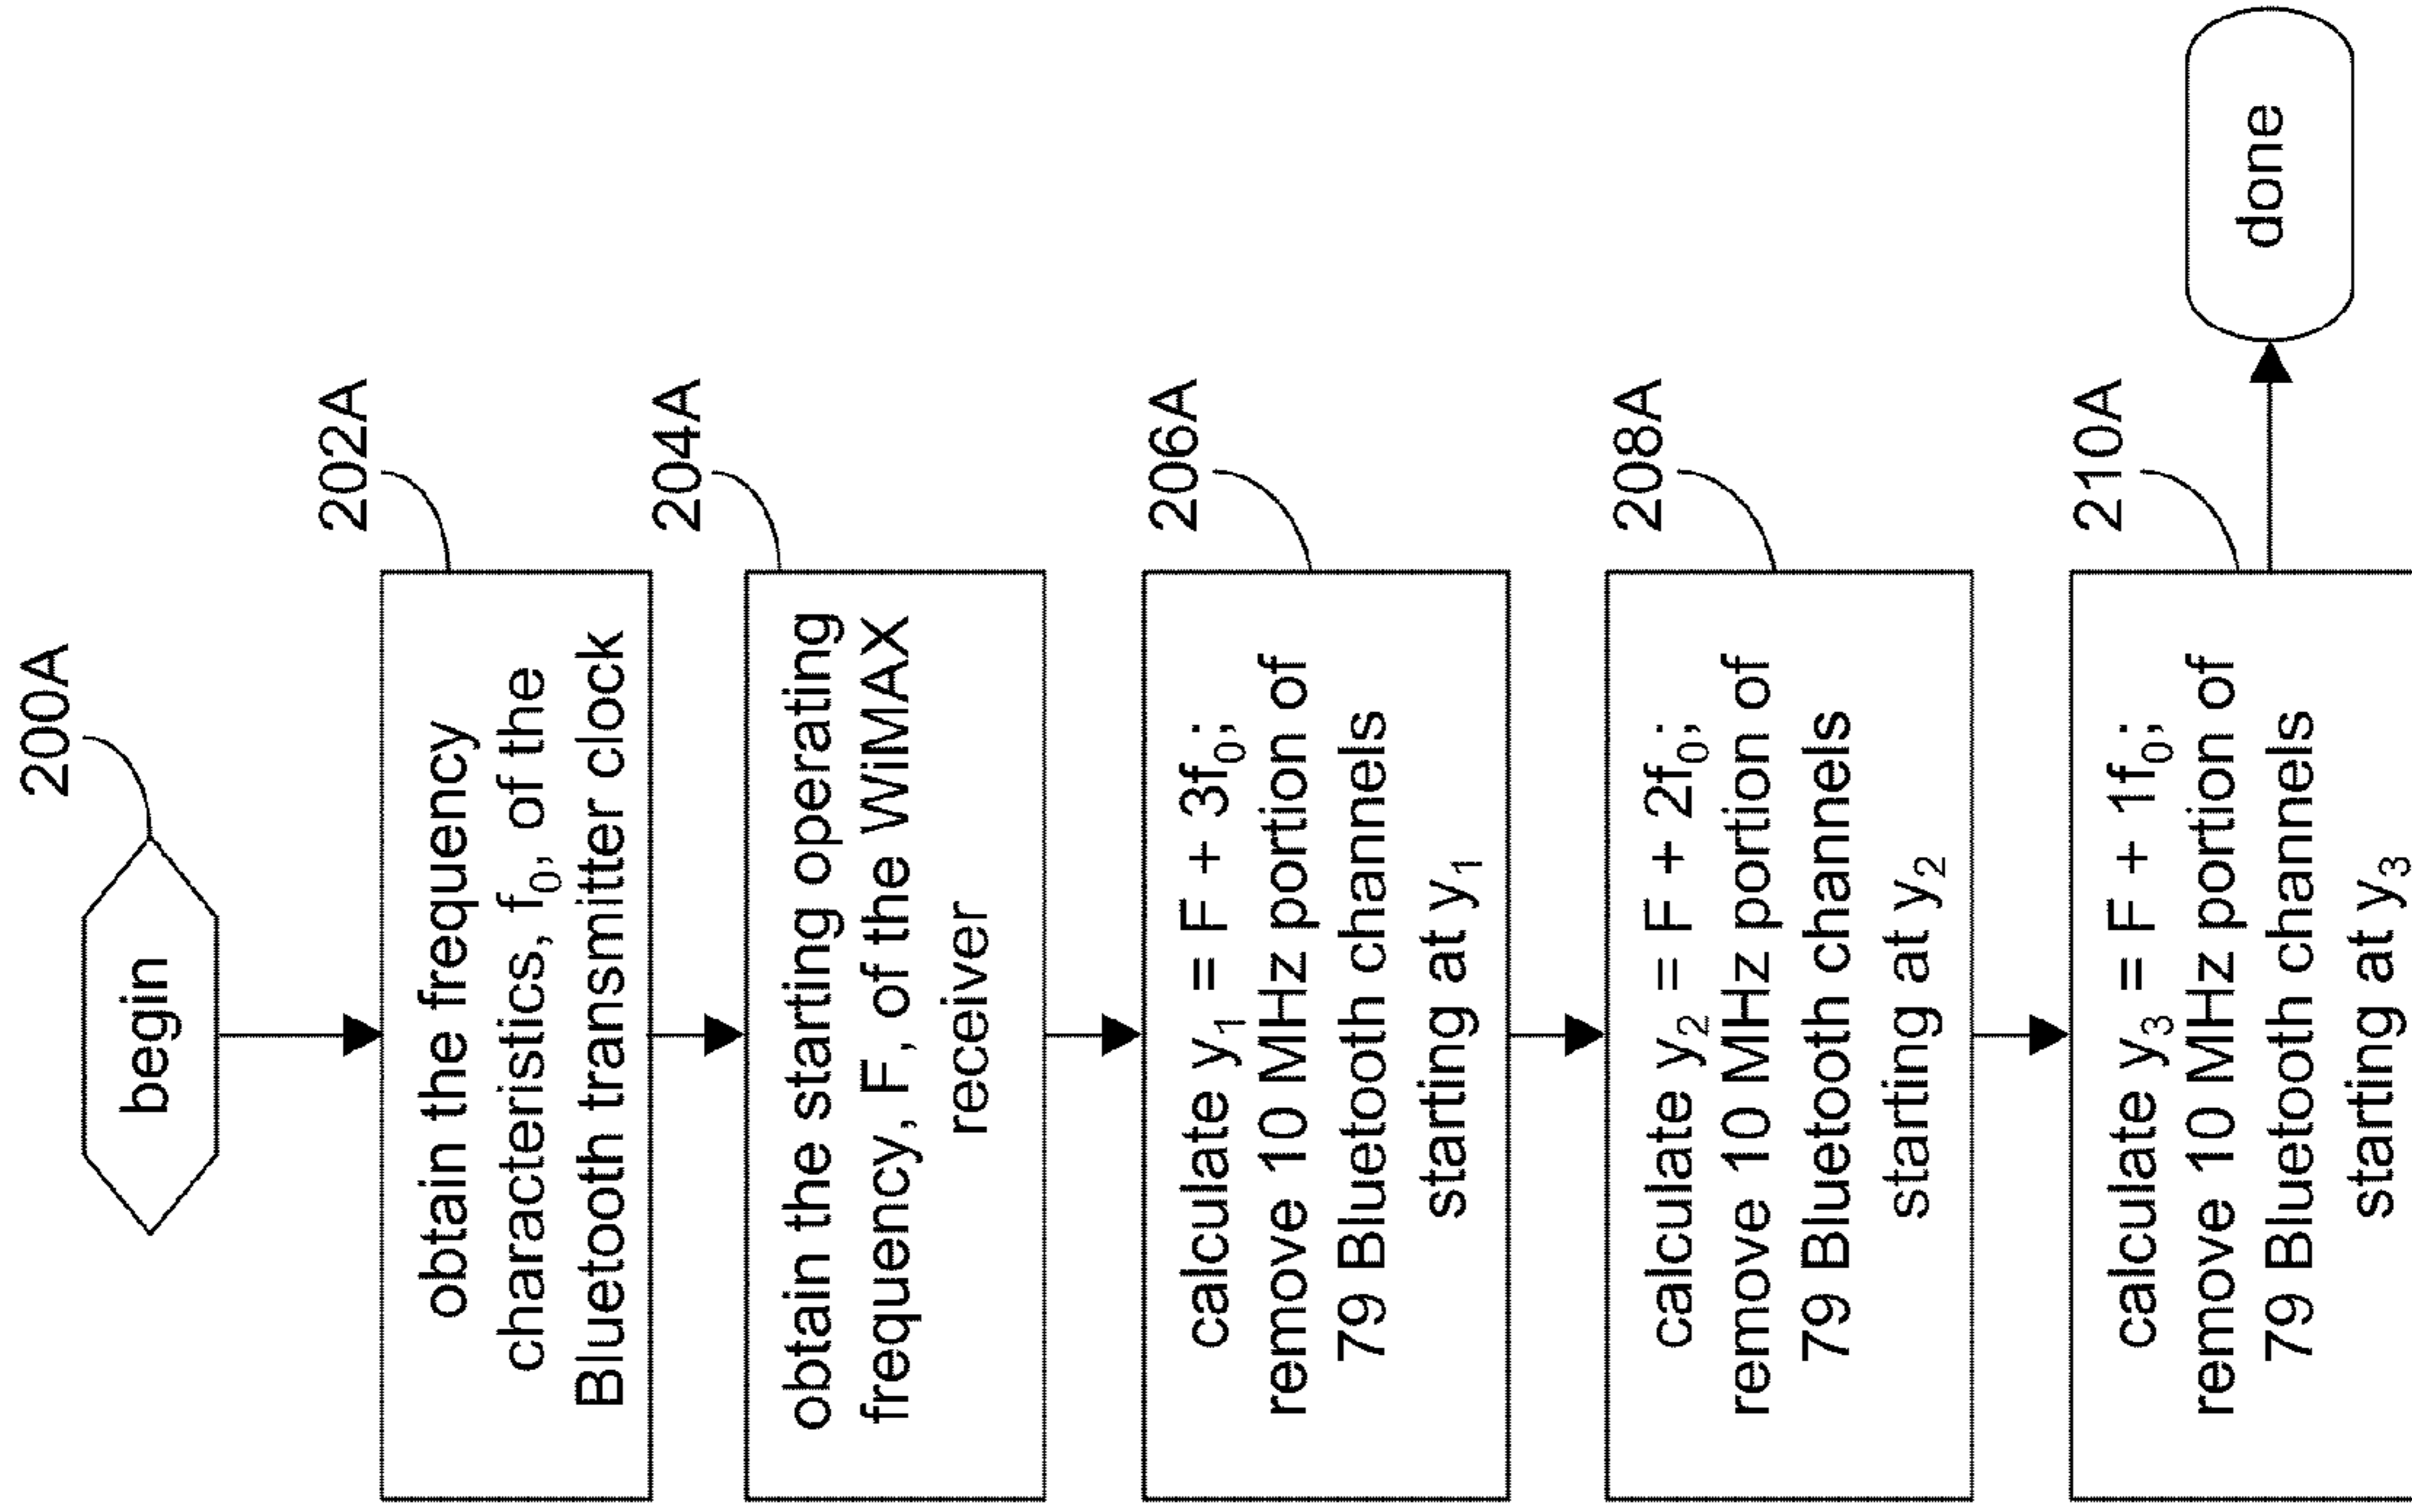 200A
begin
202A
obtain the frequency
characteristics, f₀, of the
Bluetooth transmitter clock
204A
obtain the starting operating
frequency, F, of the WiMAX
receiver
206A
calculate y₁ = F + 3f₀;
remove 10 MHz portion of
79 Bluetooth channels
starting at y₁
208A
calculate y₂ = F + 2f₀;
remove 10 MHz portion of
79 Bluetooth channels
starting at y₂
210A
calculate y₃ = F + 1f₀;
remove 10 MHz portion of
79 Bluetooth channels
starting at y₃
done